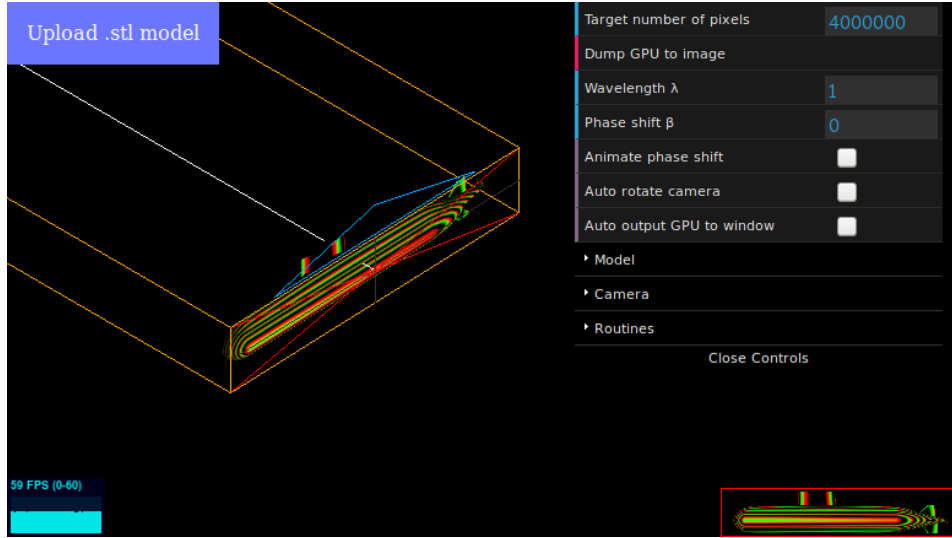 Upload .stl model
Target number of pixels 4000000
Dump GPU to image
Wavelength λ 1
Phase shift β 0
Animate phase shift
Auto rotate camera
Auto output GPU to window
Model
Camera
Routines
Close Controls
59 FPS (0-60)